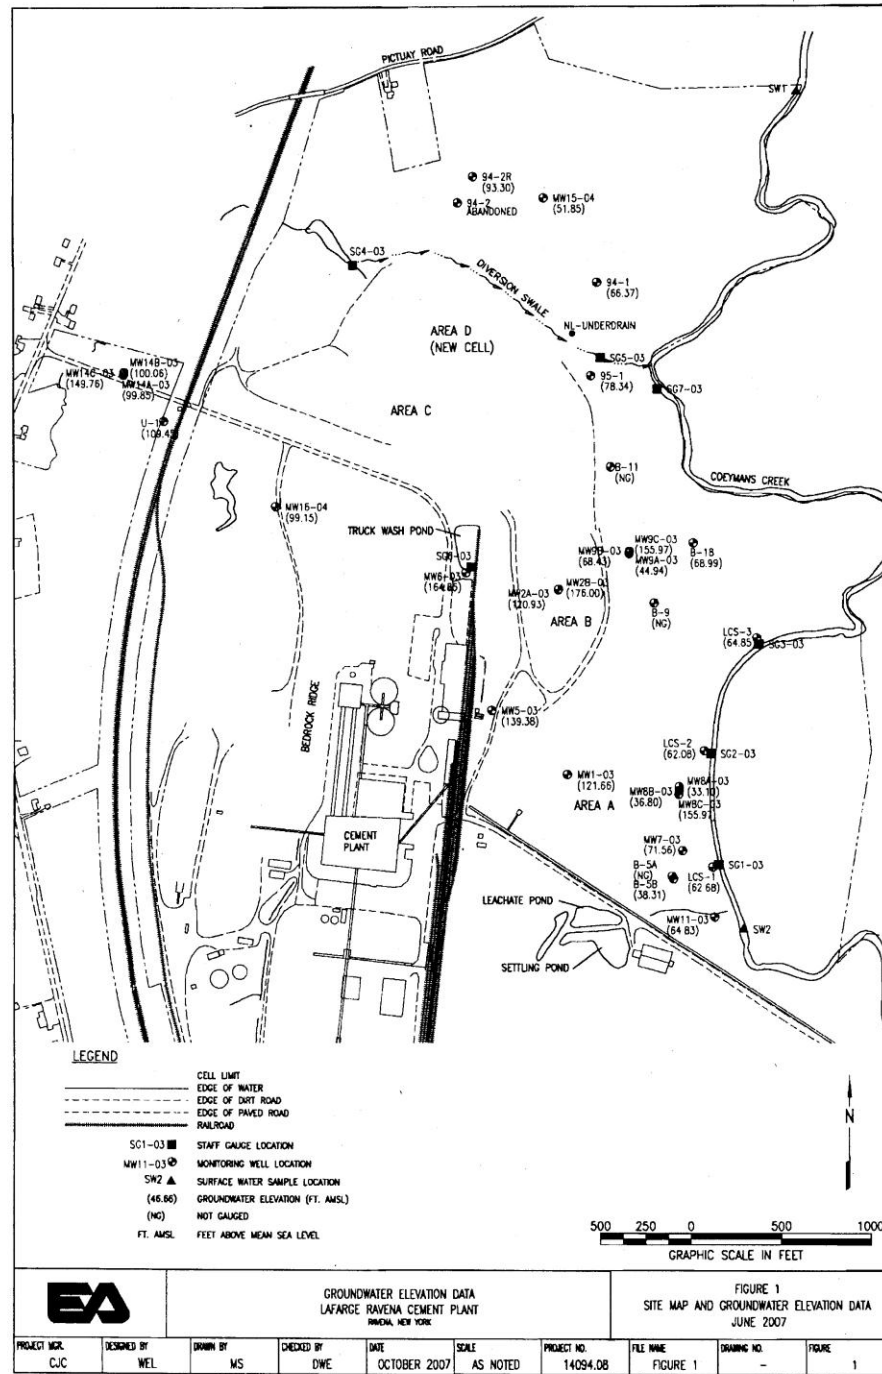 PICTUAY ROAD
SW1
94-2R
(93.30)
94-2
ABANDONED
MW15-04
(51.85)
SG4-03
DIVERSION SWALE
94-1
(66.37)
AREA D
(NEW CELL)
NL-UNDERDRAIN
SG5-03
MW14B-03
MW14C-03
(100.06)
(149.76)
MW14A-03
(99.85)
95-1
(78.34)
SG7-03
AREA C
U-1
(109.45)
COEYMANS CREEK
B-11
(NG)
MW16-04
(99.15)
TRUCK WASH POND
MW9C-03
(155.97)
MW9B-03
(68.43)
MW9A-03
(44.94)
B-18
(68.99)
MW6-03
MW2B-03
(176.00)
MW2A-03
(120.93)
B-9
(NG)
AREA B
LCS-3
(64.85)
SG3-03
BEDROCK RIDGE
MW5-03
(139.38)
LCS-2
(62.08)
SG2-03
MW1-03
(121.66)
MW8A-03
(33.10)
MW8B-03
(36.80)
MW8C-03
(155.97)
AREA A
CEMENT
PLANT
MW7-03
(71.56)
B-5A
(NG)
B-5B
(38.31)
SG1-03
LCS-1
(62.68)
LEACHATE POND
MW11-03
(64.83)
SW2
SETTLING POND
LEGEND
CELL LIMIT
EDGE OF WATER
EDGE OF DIRT ROAD
EDGE OF PAVED ROAD
RAILROAD
SG1-03 STAFF GAUGE LOCATION
MW11-03 MONITORING WELL LOCATION
SW2 SURFACE WATER SAMPLE LOCATION
(46.66) GROUNDWATER ELEVATION (FT. AMSL)
(NG) NOT GAUGED
FT. AMSL FEET ABOVE MEAN SEA LEVEL
N
500 250 0 500 1000
GRAPHIC SCALE IN FEET
EA
GROUNDWATER ELEVATION DATA
LAFARGE RAVENA CEMENT PLANT
RAVENA, NEW YORK
FIGURE 1
SITE MAP AND GROUNDWATER ELEVATION DATA
JUNE 2007
PROJECT MGR. DESIGNED BY DRAWN BY CHECKED BY DATE SCALE PROJECT NO. FILE NAME DRAWING NO. FIGURE
CJC WEL MS DWE OCTOBER 2007 AS NOTED 14094.08 FIGURE 1 – 1